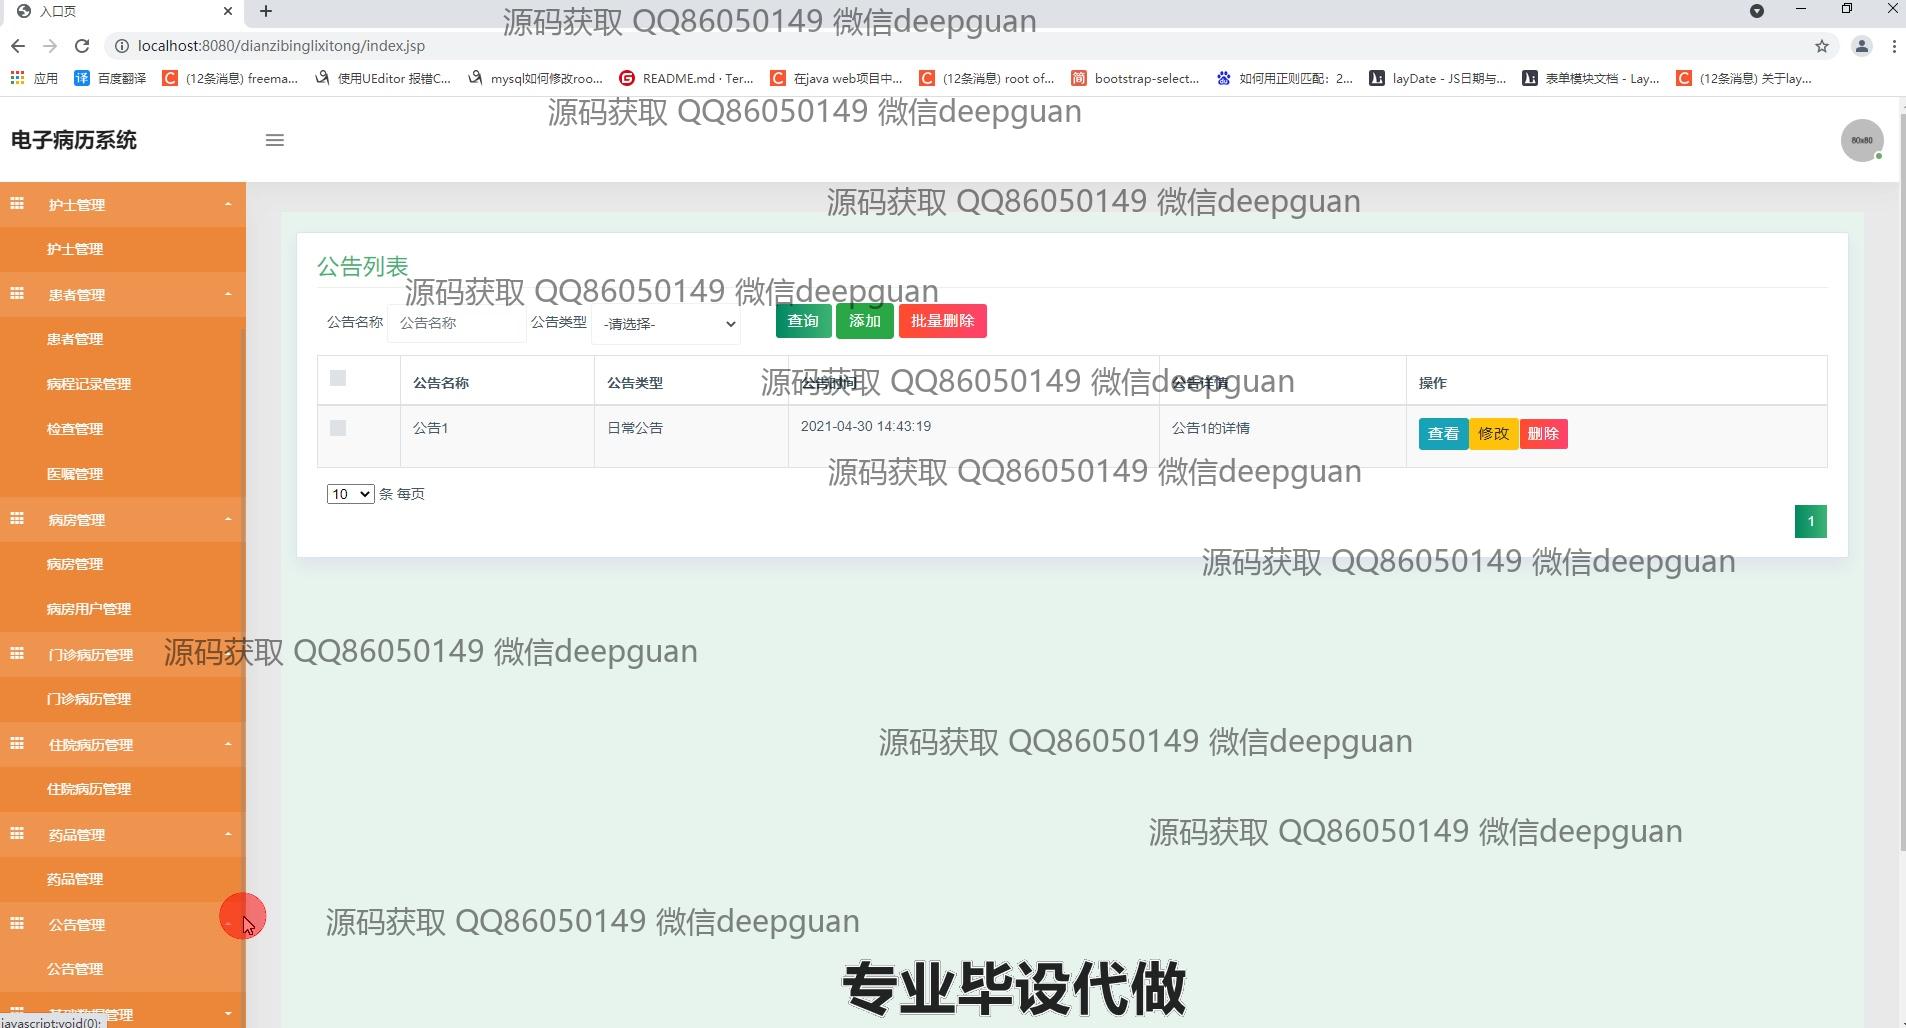 入口页
源码获取 QQ86050149 微信deepguan
localhost:8080/dianzibinglixitong/index.jsp
应用 百度翻译 (12条消息) freema... 使用UEditor 报错C... mysql如何修改roo... README.md · Ter... 在java web项目中... (12条消息) root of... bootstrap-select... 如何用正则匹配：2... layDate - JS日期与... 表单模块文档 - Lay... (12条消息) 关于lay...
源码获取 QQ86050149 微信deepguan
电子病历系统
80x80
源码获取 QQ86050149 微信deepguan
护士管理
护士管理
患者管理
患者管理
病程记录管理
检查管理
医嘱管理
病房管理
病房管理
病房用户管理
门诊病历管理
门诊病历管理
住院病历管理
住院病历管理
药品管理
药品管理
公告管理
公告管理
基础数据管理
javascript:void(0);
公告列表
源码获取 QQ86050149 微信deepguan
公告名称 公告名称 公告类型 -请选择- 查询 添加 批量删除
公告名称 公告类型 公告时间 公告详情 操作
源码获取 QQ86050149 微信deepguan
公告1 日常公告 2021-04-30 14:43:19 公告1的详情 查看 修改 删除
源码获取 QQ86050149 微信deepguan
10 条 每页
1
源码获取 QQ86050149 微信deepguan
源码获取 QQ86050149 微信deepguan
源码获取 QQ86050149 微信deepguan
源码获取 QQ86050149 微信deepguan
源码获取 QQ86050149 微信deepguan
专业毕设代做